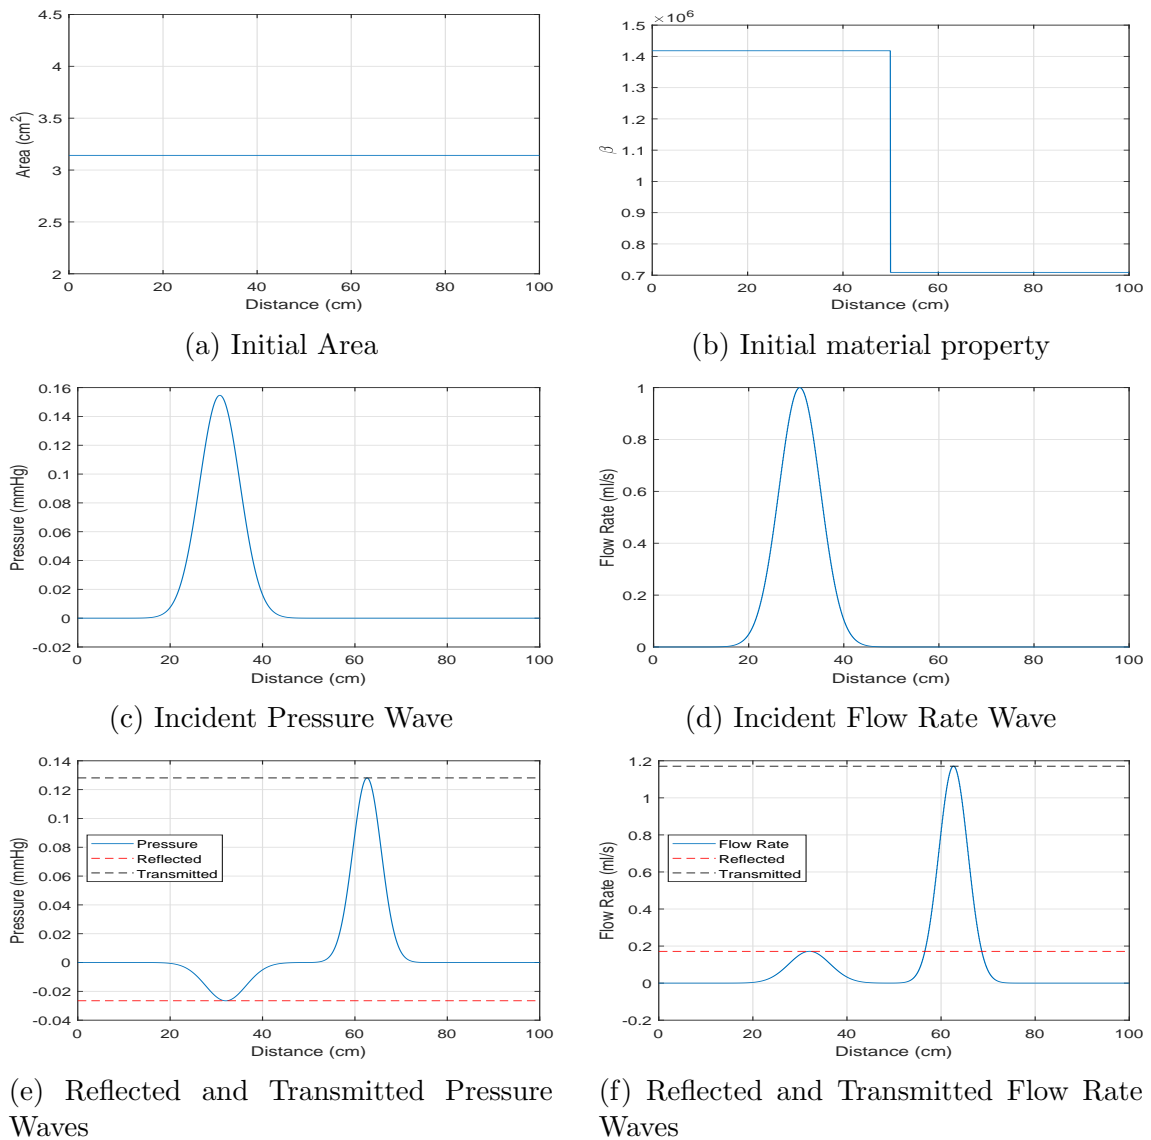 4.5
4
3.5
3
2.5
2
Area (cm2)
0 20 40 60 80 100
Distance (cm)
(a) Initial Area
×10^6
1.5
1.4
1.3
1.2
1.1
1
0.9
0.8
0.7
β
0 20 40 60 80 100
Distance (cm)
(b) Initial material property
0.16
0.14
0.12
0.1
0.08
0.06
0.04
0.02
0
-0.02
Pressure (mmHg)
0 20 40 60 80 100
Distance (cm)
(c) Incident Pressure Wave
1
0.8
0.6
0.4
0.2
0
Flow Rate (ml/s)
0 20 40 60 80 100
Distance (cm)
(d) Incident Flow Rate Wave
0.14
0.12
0.1
0.08
0.06
0.04
0.02
0
-0.02
-0.04
Pressure (mmHg)
Pressure
Reflected
Transmitted
0 20 40 60 80 100
Distance (cm)
(e) Reflected and Transmitted Pressure
Waves
1.2
1
0.8
0.6
0.4
0.2
0
-0.2
Flow Rate (ml/s)
Flow Rate
Reflected
Transmitted
0 20 40 60 80 100
Distance (cm)
(f) Reflected and Transmitted Flow Rate
Waves